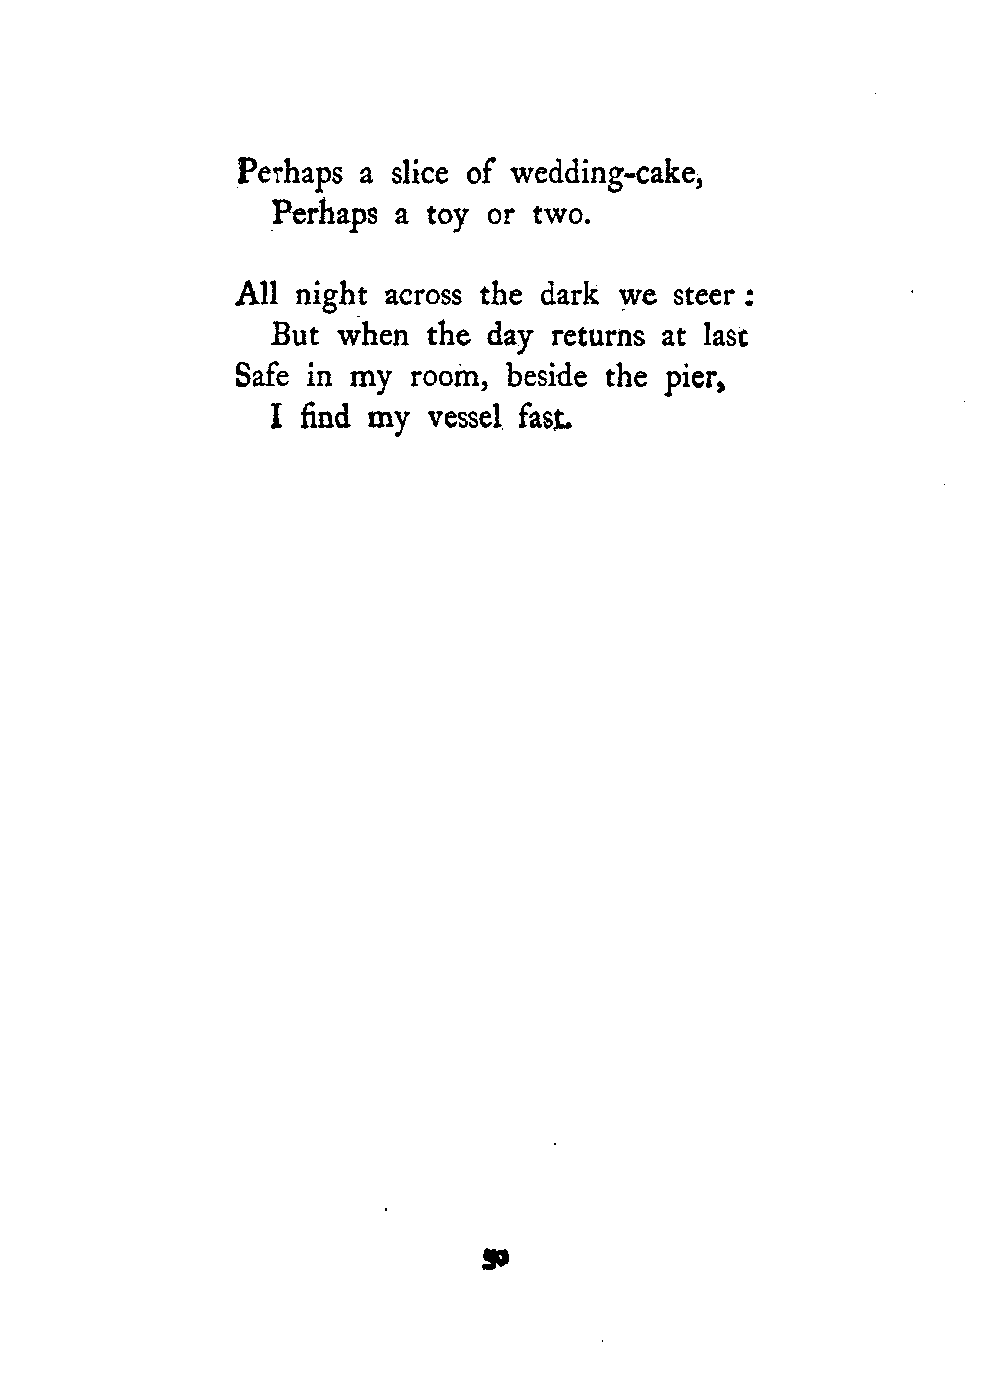 Perhaps a slice of wedding-cake,
Perhaps a toy or two.

All night across the dark we steer :
But when the day returns at last
Safe in my room, beside the pier,
I find my vessel fast.

50